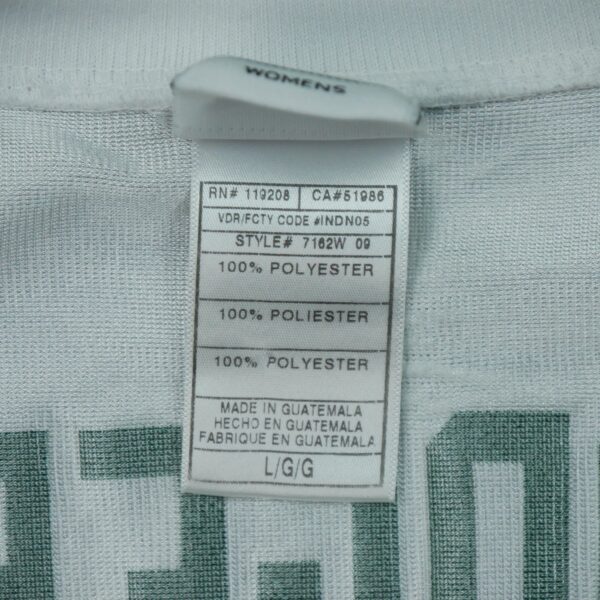 WOMENS
RN# 119208 CA#51986
VDR/FCTY CODE #INDN05
STYLE# 7162W 09
100% POLYESTER
100% POLIESTER
100% POLYESTER
MADE IN GUATEMALA
HECHO EN GUATEMALA
FABRIQUE EN GUATEMALA
L/G/G